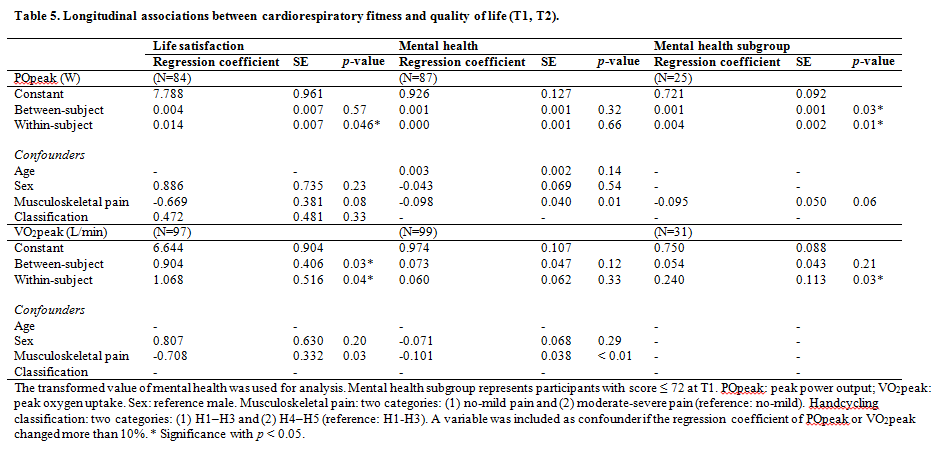 Table 5. Longitudinal associations between cardiorespiratory fitness and quality of life (T1, T2).
Life satisfaction Mental health Mental health subgroup
Regression coefficient SE p-value Regression coefficient SE p-value Regression coefficient SE p-value
POpeak (W) (N=84) (N=87) (N=25)
Constant 7.788 0.961 0.926 0.127 0.721 0.092
Between-subject 0.004 0.007 0.57 0.001 0.001 0.32 0.001 0.001 0.03*
Within-subject 0.014 0.007 0.046* 0.000 0.001 0.66 0.004 0.002 0.01*
Confounders
Age - - 0.003 0.002 0.14 - -
Sex 0.886 0.735 0.23 -0.043 0.069 0.54 - -
Musculoskeletal pain -0.669 0.381 0.08 -0.098 0.040 0.01 -0.095 0.050 0.06
Classification 0.472 0.481 0.33 - - - -
VO2peak (L/min) (N=97) (N=99) (N=31)
Constant 6.644 0.904 0.974 0.107 0.750 0.088
Between-subject 0.904 0.406 0.03* 0.073 0.047 0.12 0.054 0.043 0.21
Within-subject 1.068 0.516 0.04* 0.060 0.062 0.33 0.240 0.113 0.03*
Confounders
Age - - - - - -
Sex 0.807 0.630 0.20 -0.071 0.068 0.29 - -
Musculoskeletal pain -0.708 0.332 0.03 -0.101 0.038 < 0.01 - -
Classification - - - - - -
The transformed value of mental health was used for analysis. Mental health subgroup represents participants with score ≤ 72 at T1. POpeak: peak power output; VO2peak:
peak oxygen uptake. Sex: reference male. Musculoskeletal pain: two categories: (1) no-mild pain and (2) moderate-severe pain (reference: no-mild). Handcycling
classification: two categories: (1) H1–H3 and (2) H4–H5 (reference: H1-H3). A variable was included as confounder if the regression coefficient of POpeak or VO2peak
changed more than 10%. * Significance with p < 0.05.